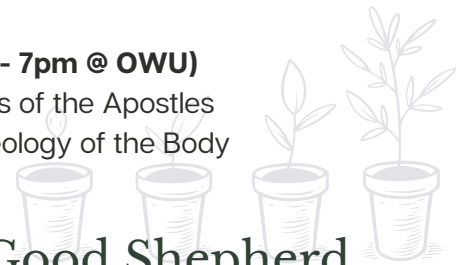 - 7pm @ OWU)
s of the Apostles
ology of the Body
Good Shepherd